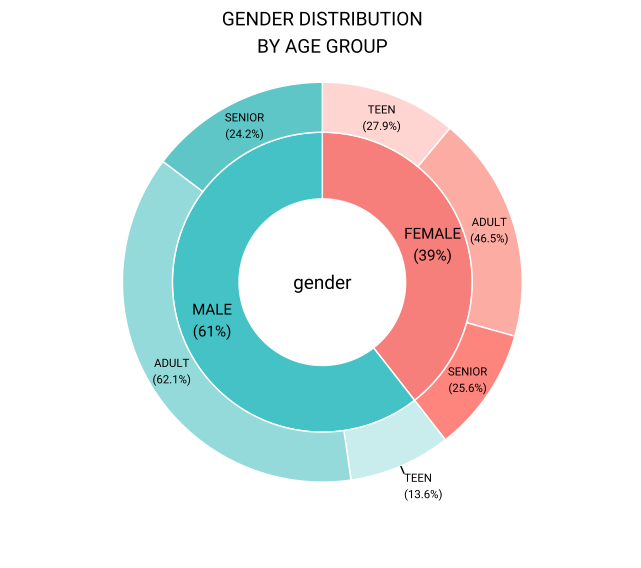 GENDER DISTRIBUTION
BY AGE GROUP
TEEN
(27.9%)
SENIOR
(24.2%)
ADULT
(46.5%)
FEMALE
(39%)
gender
MALE
(61%)
ADULT
(62.1%)
SENIOR
(25.6%)
TEEN
(13.6%)